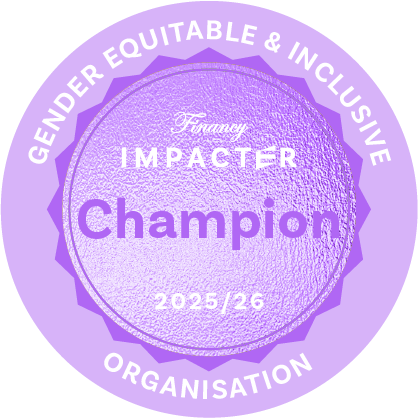 GENDER EQUITABLE & INCLUSIVE
Financy
IMPACTER
Champion
2025/26
ORGANISATION